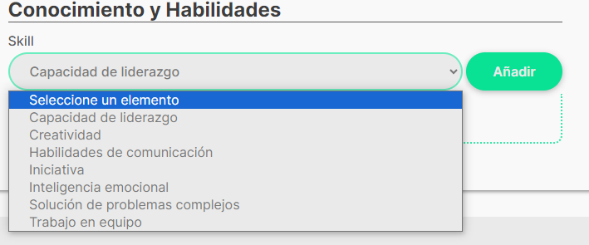 Conocimiento y Habilidades
Skill
Capacidad de liderazgo
Añadir
Seleccione un elemento
Capacidad de liderazgo
Creatividad
Habilidades de comunicación
Iniciativa
Inteligencia emocional
Solución de problemas complejos
Trabajo en equipo